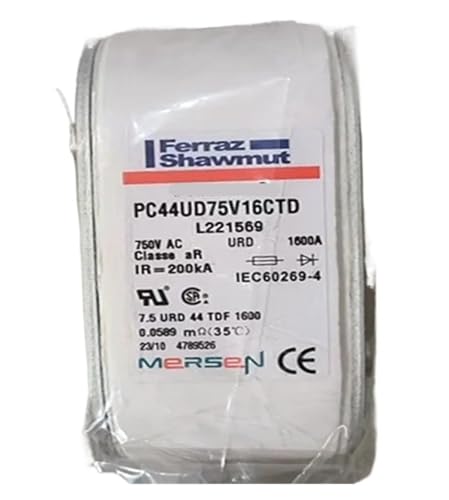 Ferraz
Shawmut
PC44UD75V16CTD
L221569
750V AC URD 1600A
Classe aR
IR=200kA IEC60269-4
7.5 URD 44 TDF 1600
0.0589 mΩ(35℃)
23/10 4789526
MERSEN CE